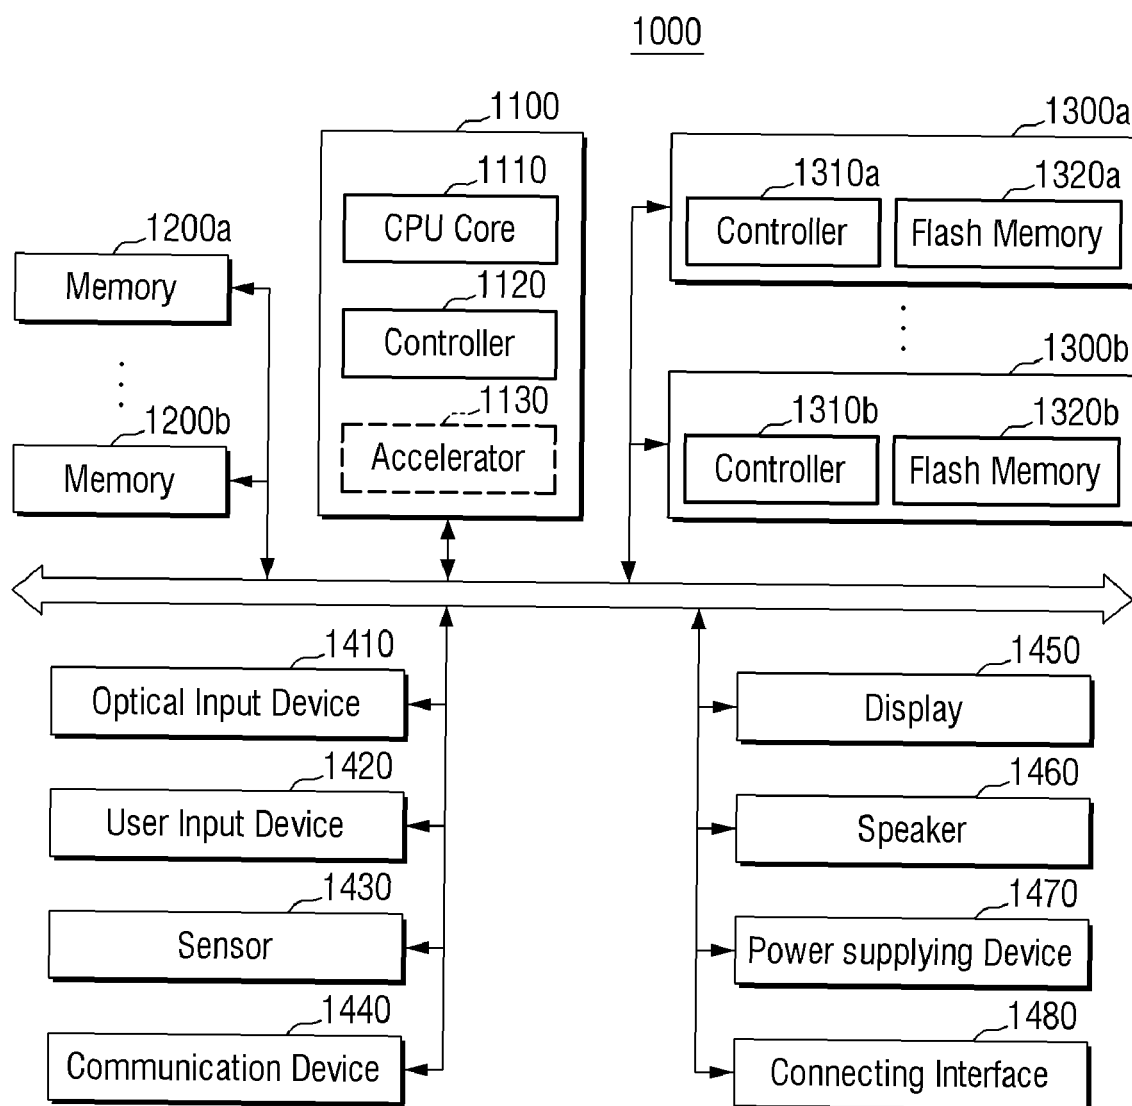 1000
1100
1300a
1110
1310a
1320a
CPU Core
Controller
Flash Memory
1200a
Memory
1120
Controller
1300b
1130
1310b
1320b
1200b
Accelerator
Controller
Flash Memory
Memory
1410
1450
Optical Input Device
Display
1420
1460
User Input Device
Speaker
1430
1470
Sensor
Power supplying Device
1440
1480
Communication Device
Connecting Interface